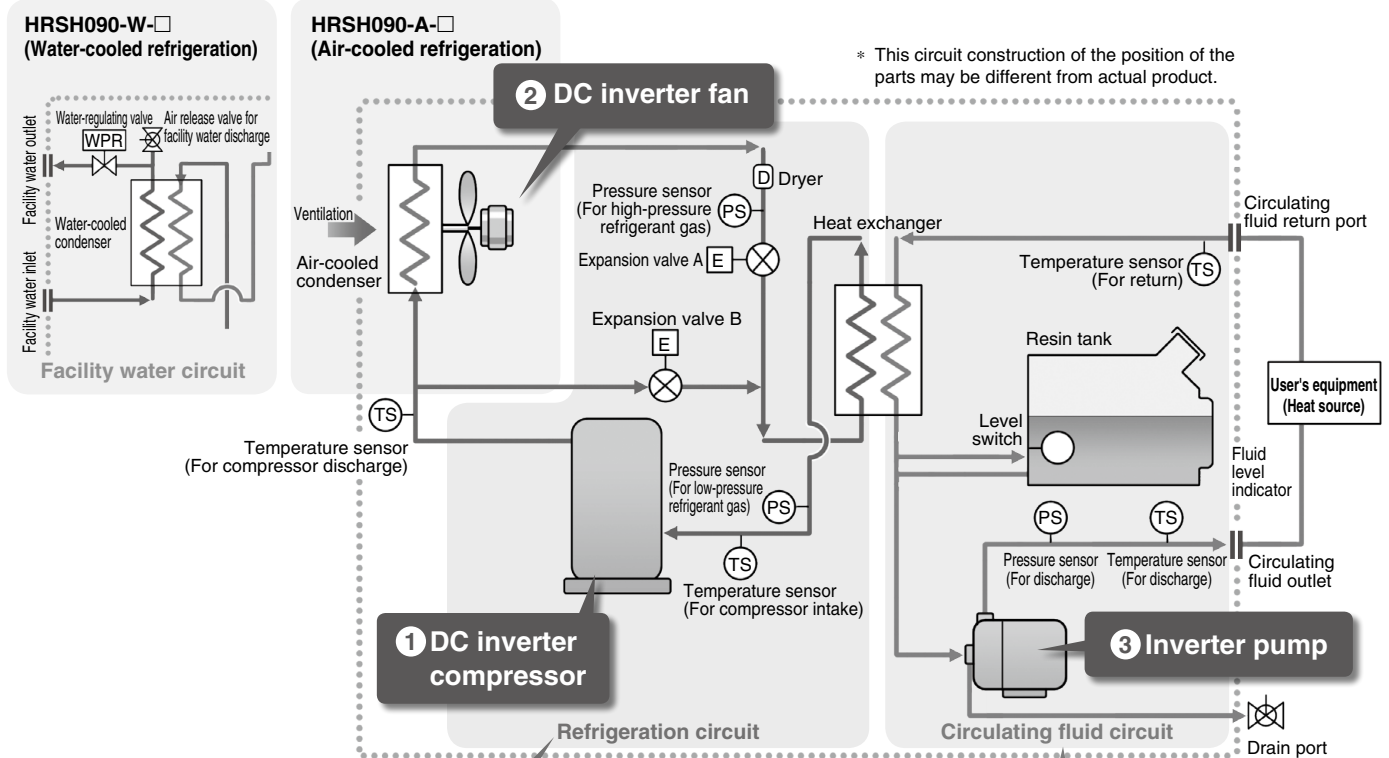 HRSH090-W-□
(Water-cooled refrigeration)
HRSH090-A-□
(Air-cooled refrigeration)
* This circuit construction of the position of the
parts may be different from actual product.
② DC inverter fan
Water-regulating valve
WPR
Air release valve for
facility water discharge
Facility water outlet
Water-cooled
condenser
Facility water inlet
Facility water circuit
Ventilation
Air-cooled
condenser
D
Dryer
Pressure sensor
(For high-pressure
refrigerant gas)
PS
Expansion valve A
E
Heat exchanger
Circulating
fluid return port
Temperature sensor
(For return)
TS
Expansion valve B
E
Resin tank
User's equipment
(Heat source)
TS
Temperature sensor
(For compressor discharge)
Level
switch
Fluid
level
indicator
Pressure sensor
(For low-pressure
refrigerant gas)
PS
TS
Temperature sensor
(For compressor intake)
PS
Pressure sensor
(For discharge)
TS
Temperature sensor
(For discharge)
Circulating
fluid outlet
① DC inverter
compressor
③ Inverter pump
Refrigeration circuit
Circulating fluid circuit
Drain port